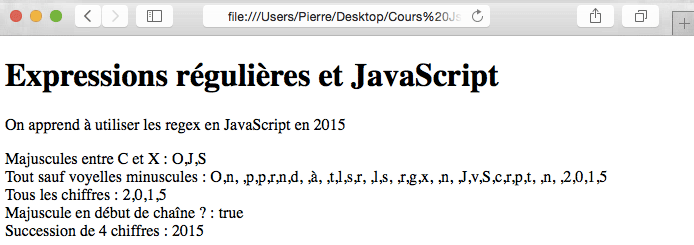 file:///Users/Pierre/Desktop/Cours%20Js
Expressions régulières et JavaScript
On apprend à utiliser les regex en JavaScript en 2015
Majuscules entre C et X : O,J,S
Tout sauf voyelles minuscules : O,n, ,p,p,r,n,d, ,à, ,t,l,s,r, ,l,s, ,r,g,x, ,n, ,J,v,S,c,r,p,t, ,n, ,2,0,1,5
Tous les chiffres : 2,0,1,5
Majuscule en début de chaîne ? : true
Succession de 4 chiffres : 2015